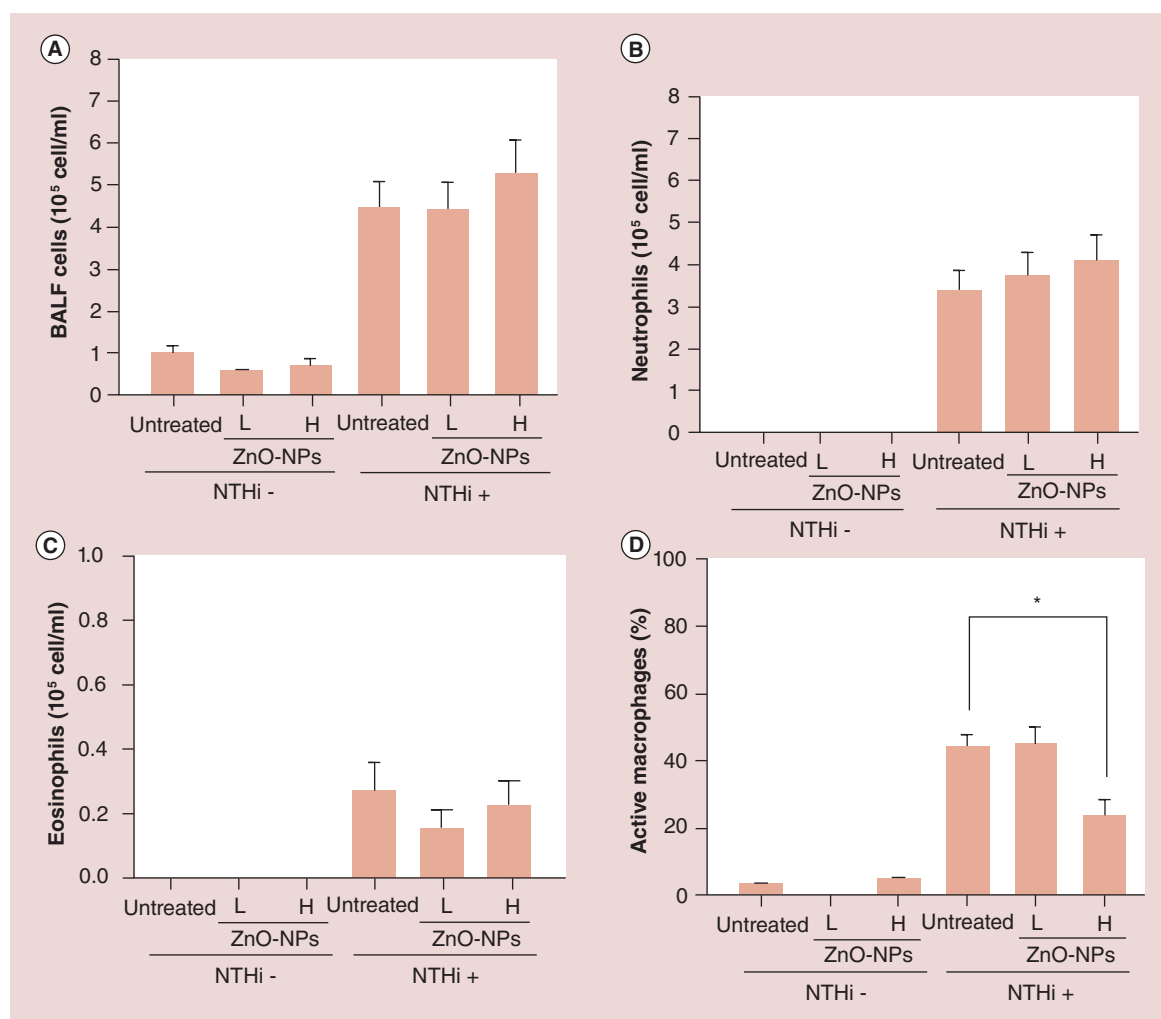 A
BALF cells (10⁵ cell/ml)
8
7
6
5
4
3
2
1
0
Untreated L H Untreated L H
ZnO-NPs ZnO-NPs
NTHi - NTHi +
B
Neutrophils (10⁵ cell/ml)
8
7
6
5
4
3
2
1
0
Untreated L H Untreated L H
ZnO-NPs ZnO-NPs
NTHi - NTHi +
C
Eosinophils (10⁵ cell/ml)
1.0
0.8
0.6
0.4
0.2
0.0
Untreated L H Untreated L H
ZnO-NPs ZnO-NPs
NTHi - NTHi +
D
Active macrophages (%)
100
80
60
40
20
0
*
Untreated L H Untreated L H
ZnO-NPs ZnO-NPs
NTHi - NTHi +